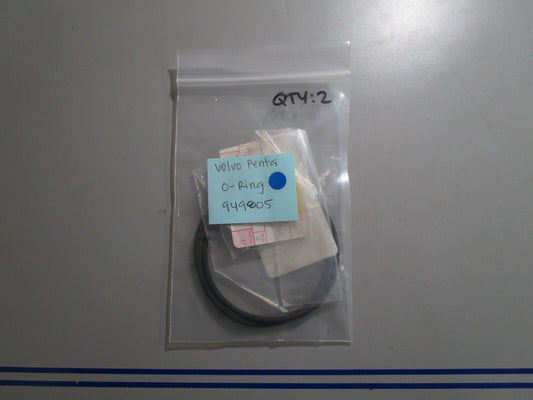 QTY:2
Volvo Penta
O-Ring
949805